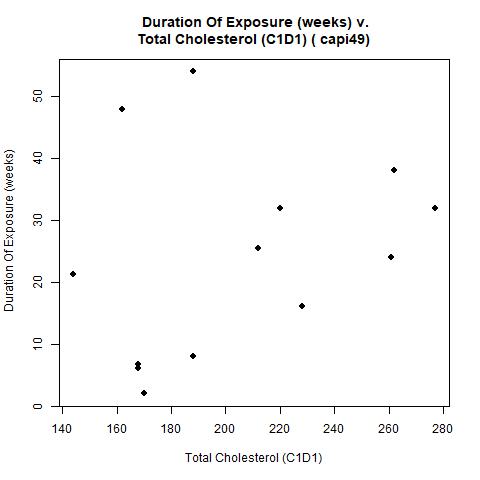 Duration Of Exposure (weeks) v.
Total Cholesterol (C1D1) ( capi49)
Duration Of Exposure (weeks)
50
40
30
20
10
0
140 160 180 200 220 240 260 280
Total Cholesterol (C1D1)